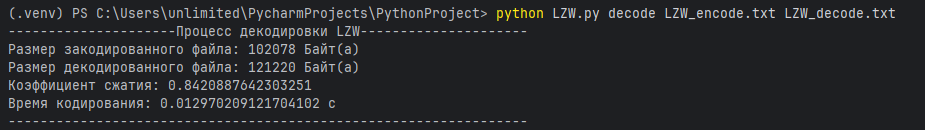 (.venv) PS C:\Users\unlimited\PycharmProjects\PythonProject> python LZW.py decode LZW_encode.txt LZW_decode.txt
--------------------Процесс декодировки LZW--------------------
Размер закодированного файла: 102078 Байт(а)
Размер декодированного файла: 121220 Байт(а)
Коэффициент сжатия: 0.8420887642303251
Время кодирования: 0.012970209121704102 с
---------------------------------------------------------------